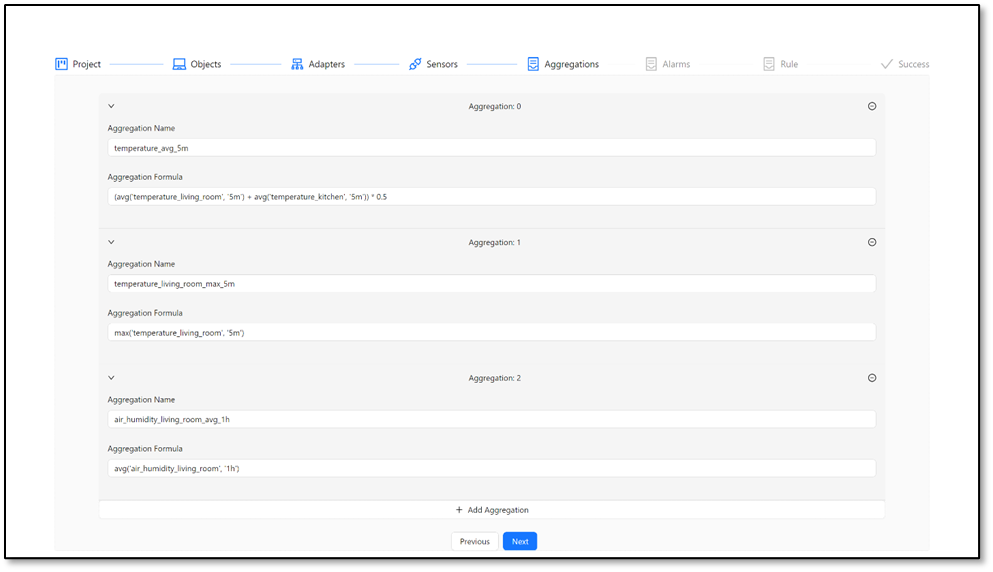 Project Objects Adapters Sensors Aggregations Alarms Rule Success
Aggregation: 0
Aggregation Name
temperature_avg_5m
Aggregation Formula
(avg('temperature_living_room', '5m') + avg('temperature_kitchen', '5m')) * 0.5
Aggregation: 1
Aggregation Name
temperature_living_room_max_5m
Aggregation Formula
max('temperature_living_room', '5m')
Aggregation: 2
Aggregation Name
air_humidity_living_room_avg_1h
Aggregation Formula
avg('air_humidity_living_room', '1h')
+ Add Aggregation
Previous Next